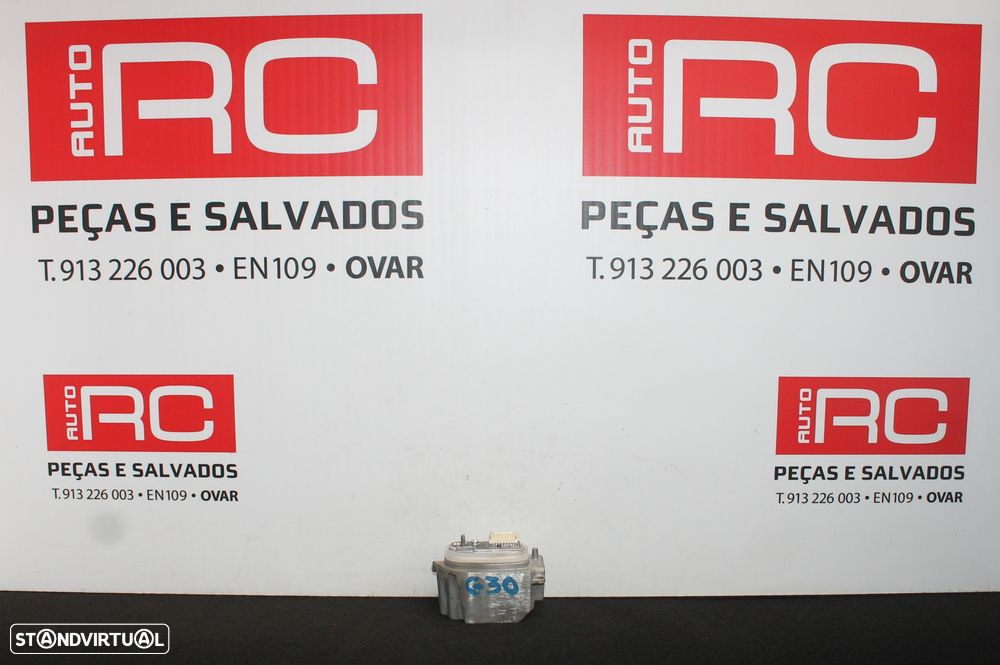 AUTO RC
PEÇAS E SALVADOS
T. 913 226 003 • EN109 • OVAR
AUTO RC
PEÇAS E SALVADOS
T. 913 226 003 • EN109 • OVAR
AUTO RC
PEÇAS E SALVADOS
T. 913 226 003 • EN109 • OVAR
AUTO RC
PEÇAS E SALVADOS
T. 913 226 003 • EN109 • OVAR
G30
STANDVIRTUAL